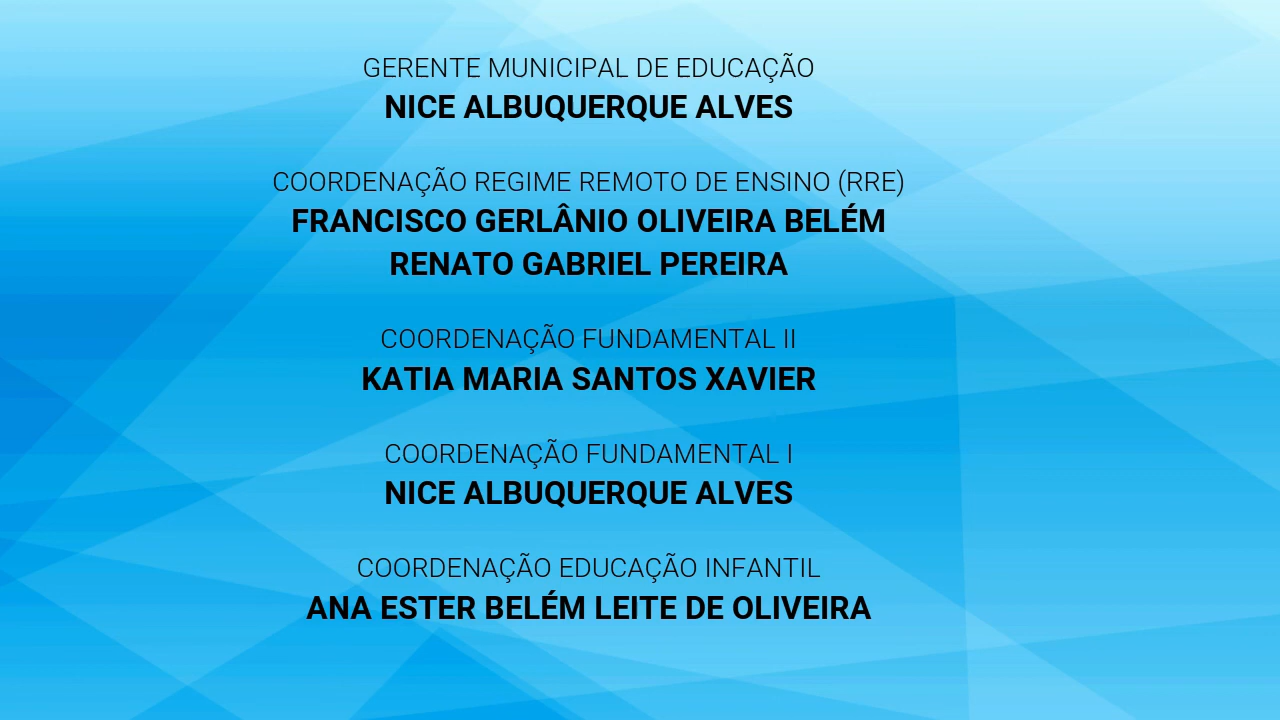 GERENTE MUNICIPAL DE EDUCAÇÃO
NICE ALBUQUERQUE ALVES
COORDENAÇÃO REGIME REMOTO DE ENSINO (RRE)
FRANCISCO GERLÂNIO OLIVEIRA BELÉM
RENATO GABRIEL PEREIRA
COORDENAÇÃO FUNDAMENTAL II
KATIA MARIA SANTOS XAVIER
COORDENAÇÃO FUNDAMENTAL I
NICE ALBUQUERQUE ALVES
COORDENAÇÃO EDUCAÇÃO INFANTIL
ANA ESTER BELÉM LEITE DE OLIVEIRA